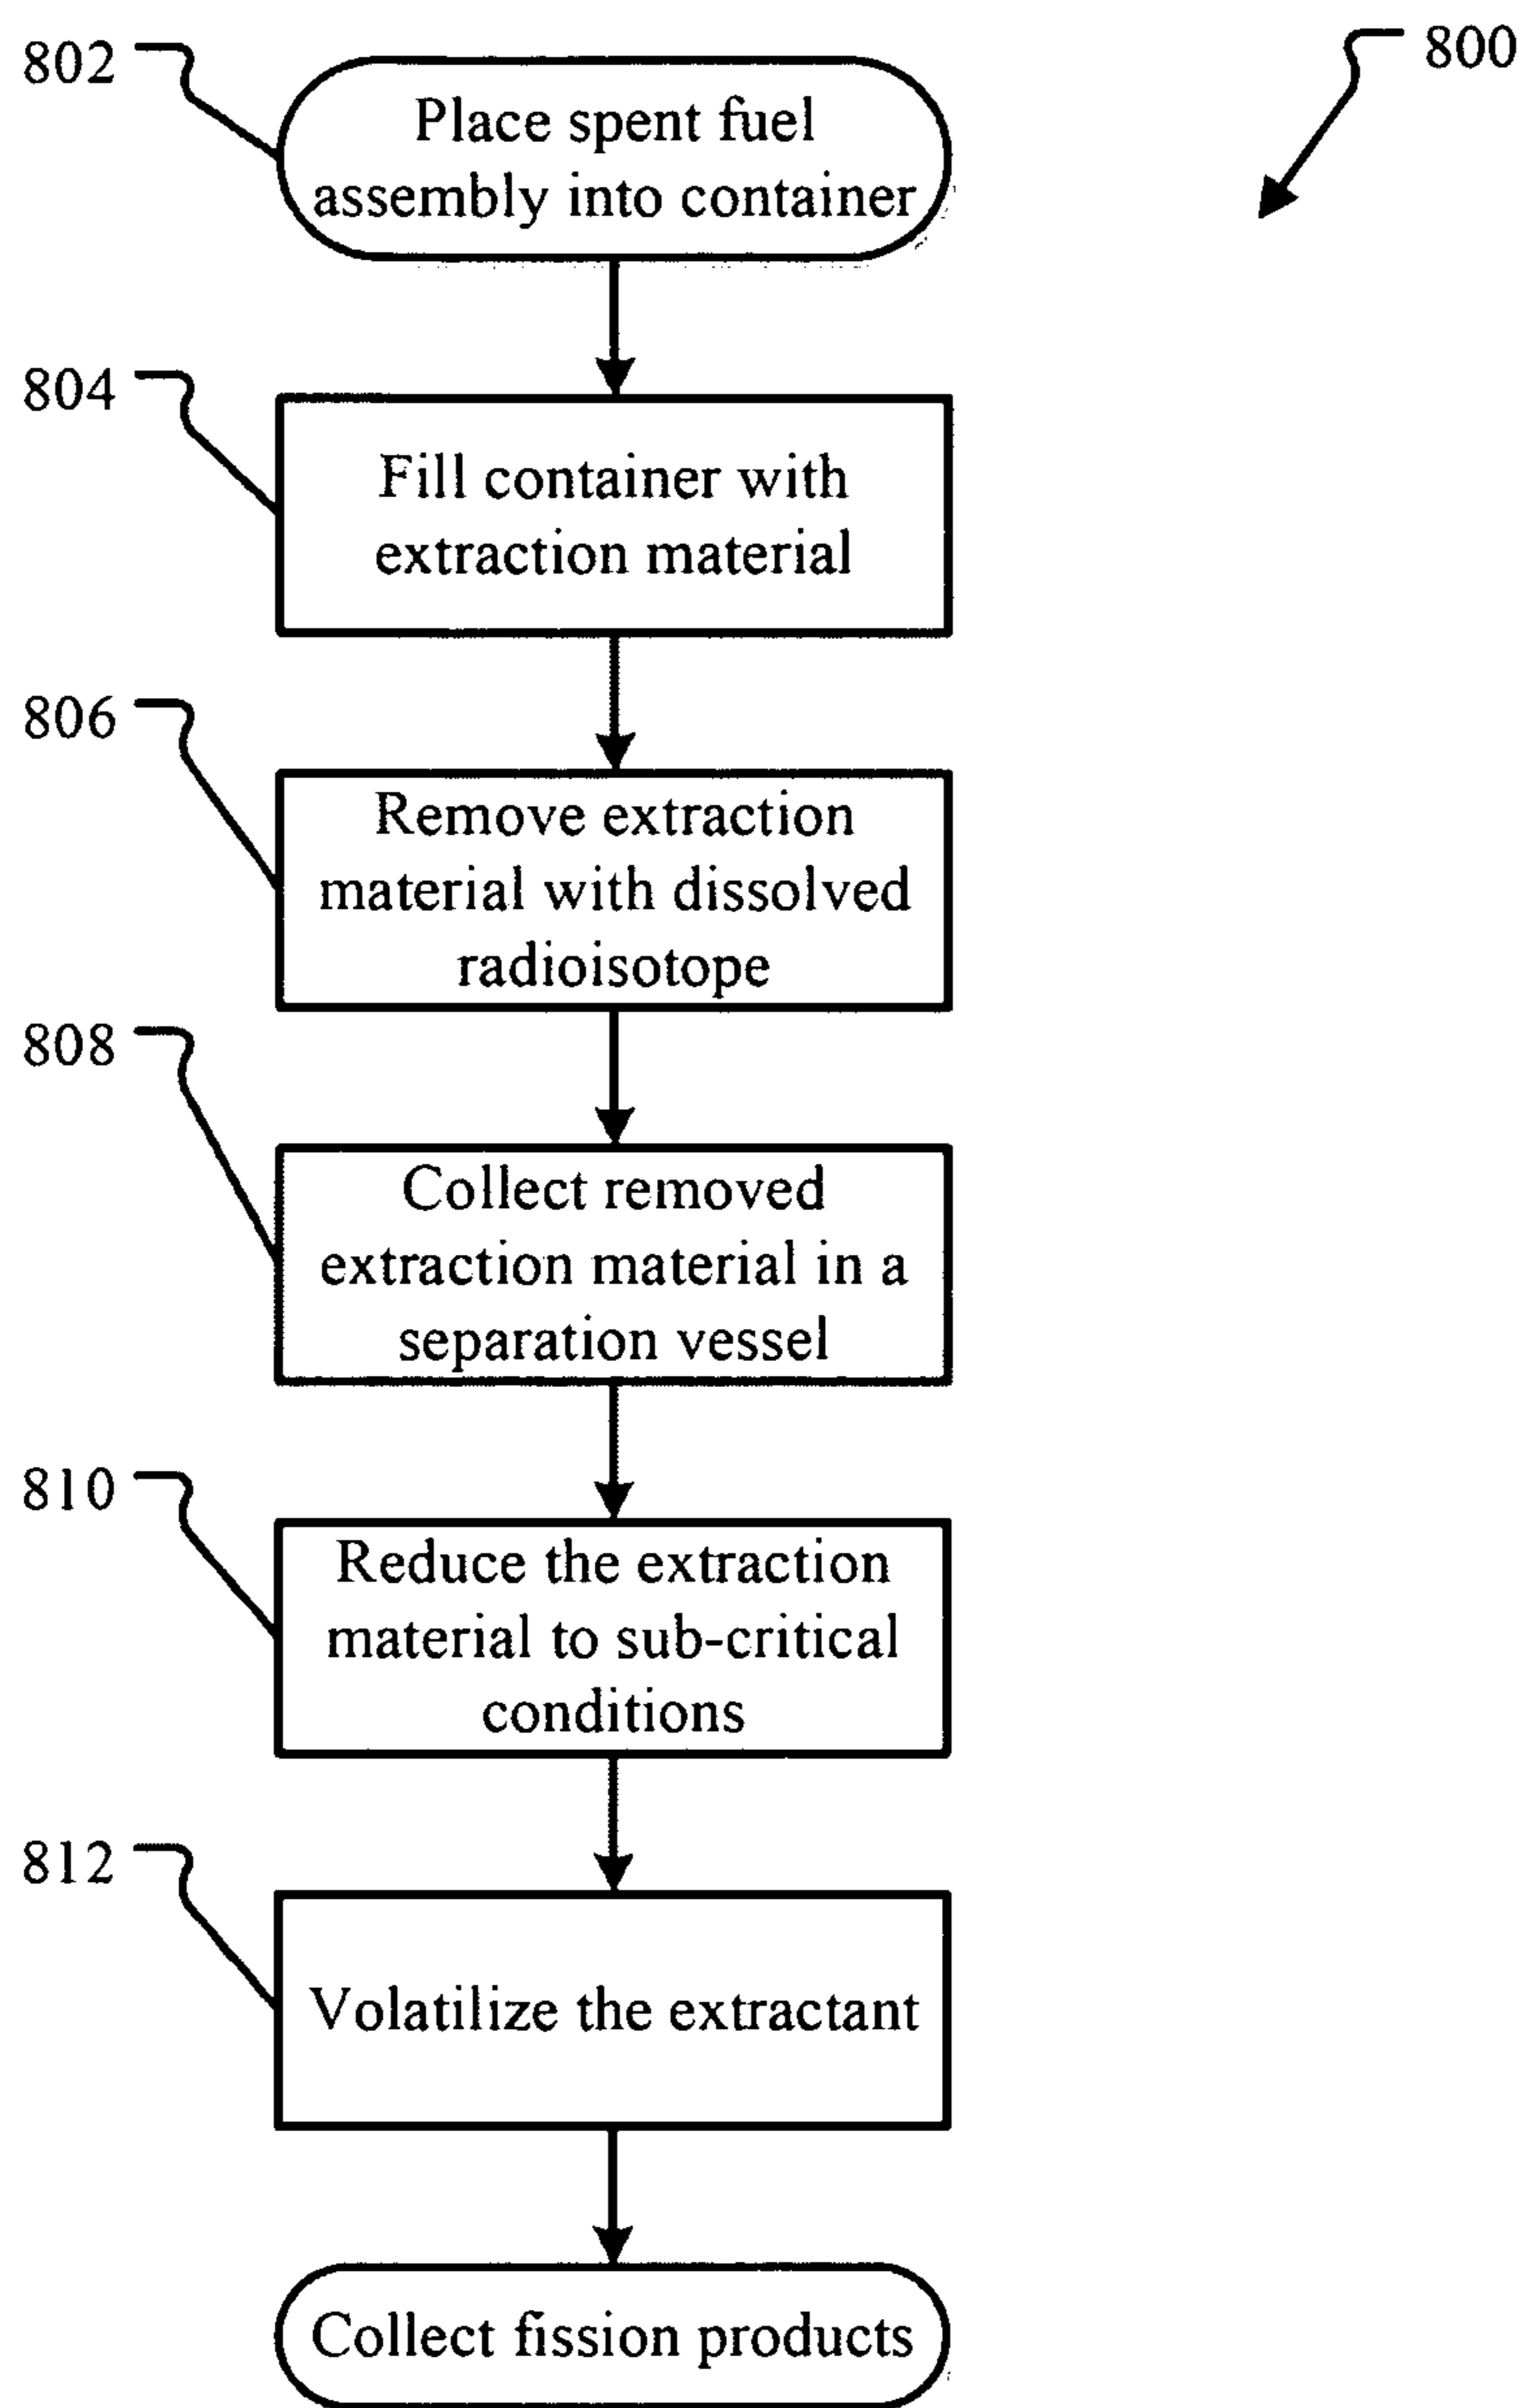 802
800
Place spent fuel
assembly into container
804
Fill container with
extraction material
806
Remove extraction
material with dissolved
radioisotope
808
Collect removed
extraction material in a
separation vessel
810
Reduce the extraction
material to sub-critical
conditions
812
Volatilize the extractant
Collect fission products